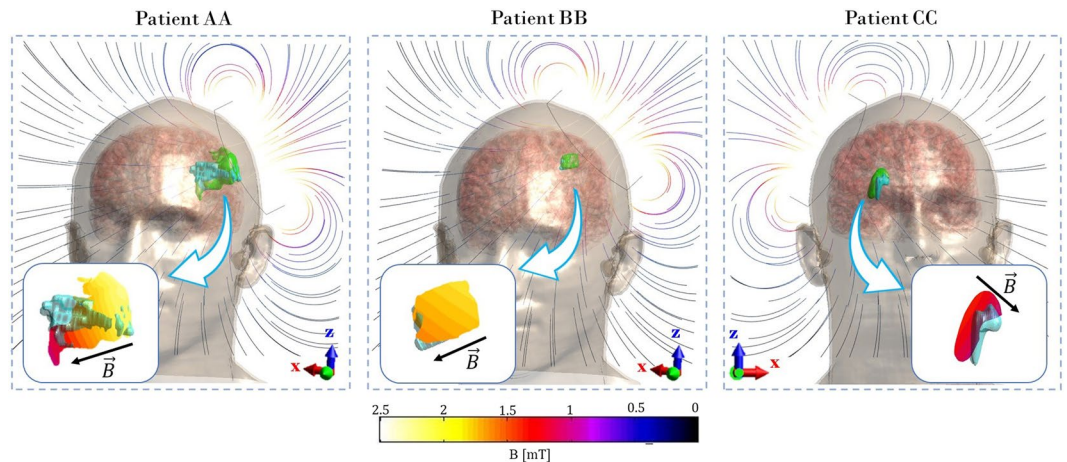 Patient AA
Patient BB
Patient CC
B
z
x
B
z
x
B
z
x
2.5 2 1.5 1 0.5 0
B [mT]